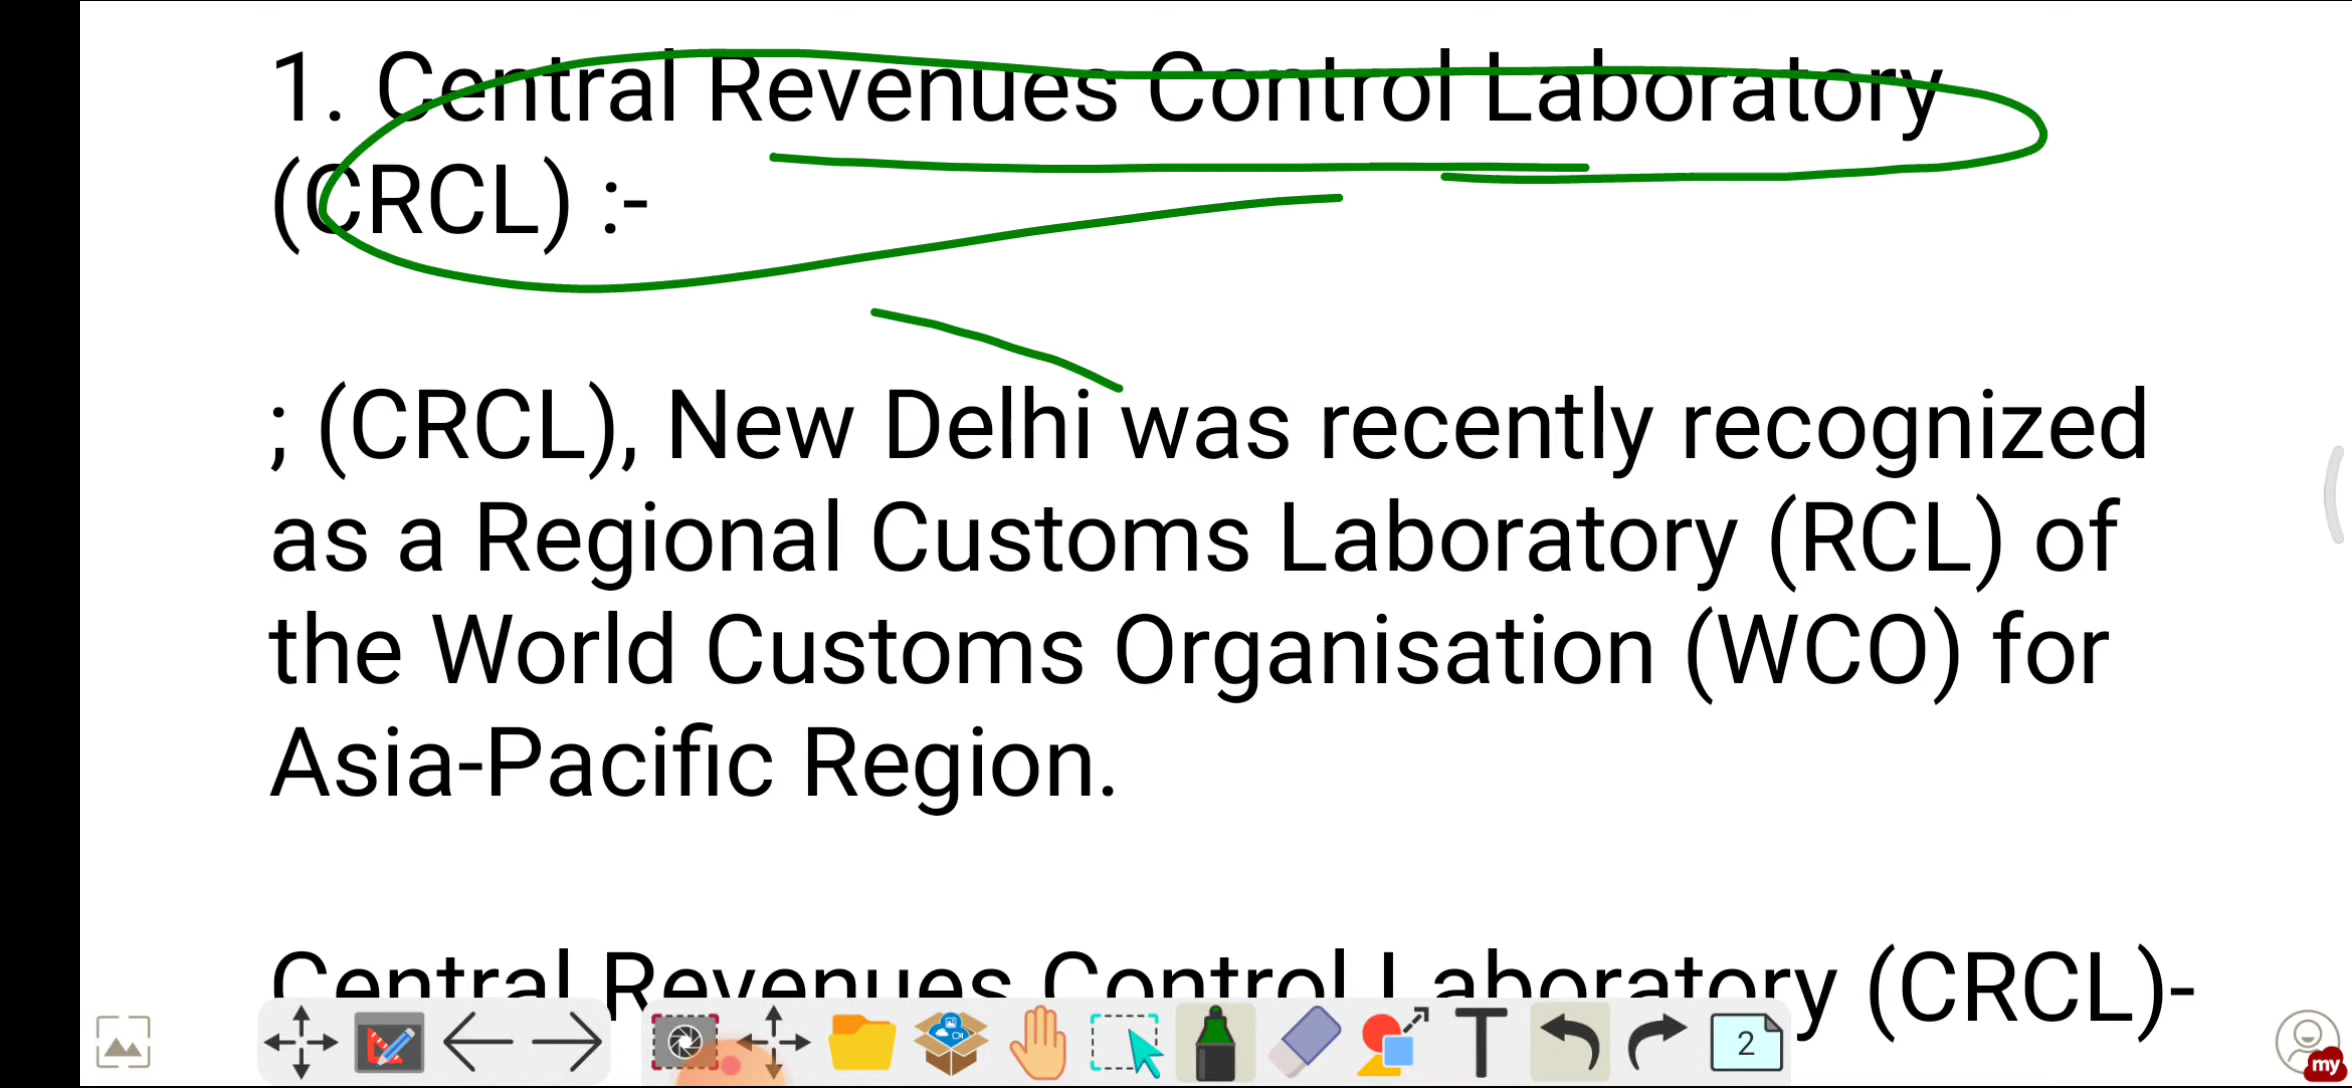 1. Central Revenues Control Laboratory
(CRCL) :-
; (CRCL), New Delhi was recently recognized
as a Regional Customs Laboratory (RCL) of
the World Customs Organisation (WCO) for
Asia-Pacific Region.
Central Revenues Control Laboratory (CRCL)-
T
2
my